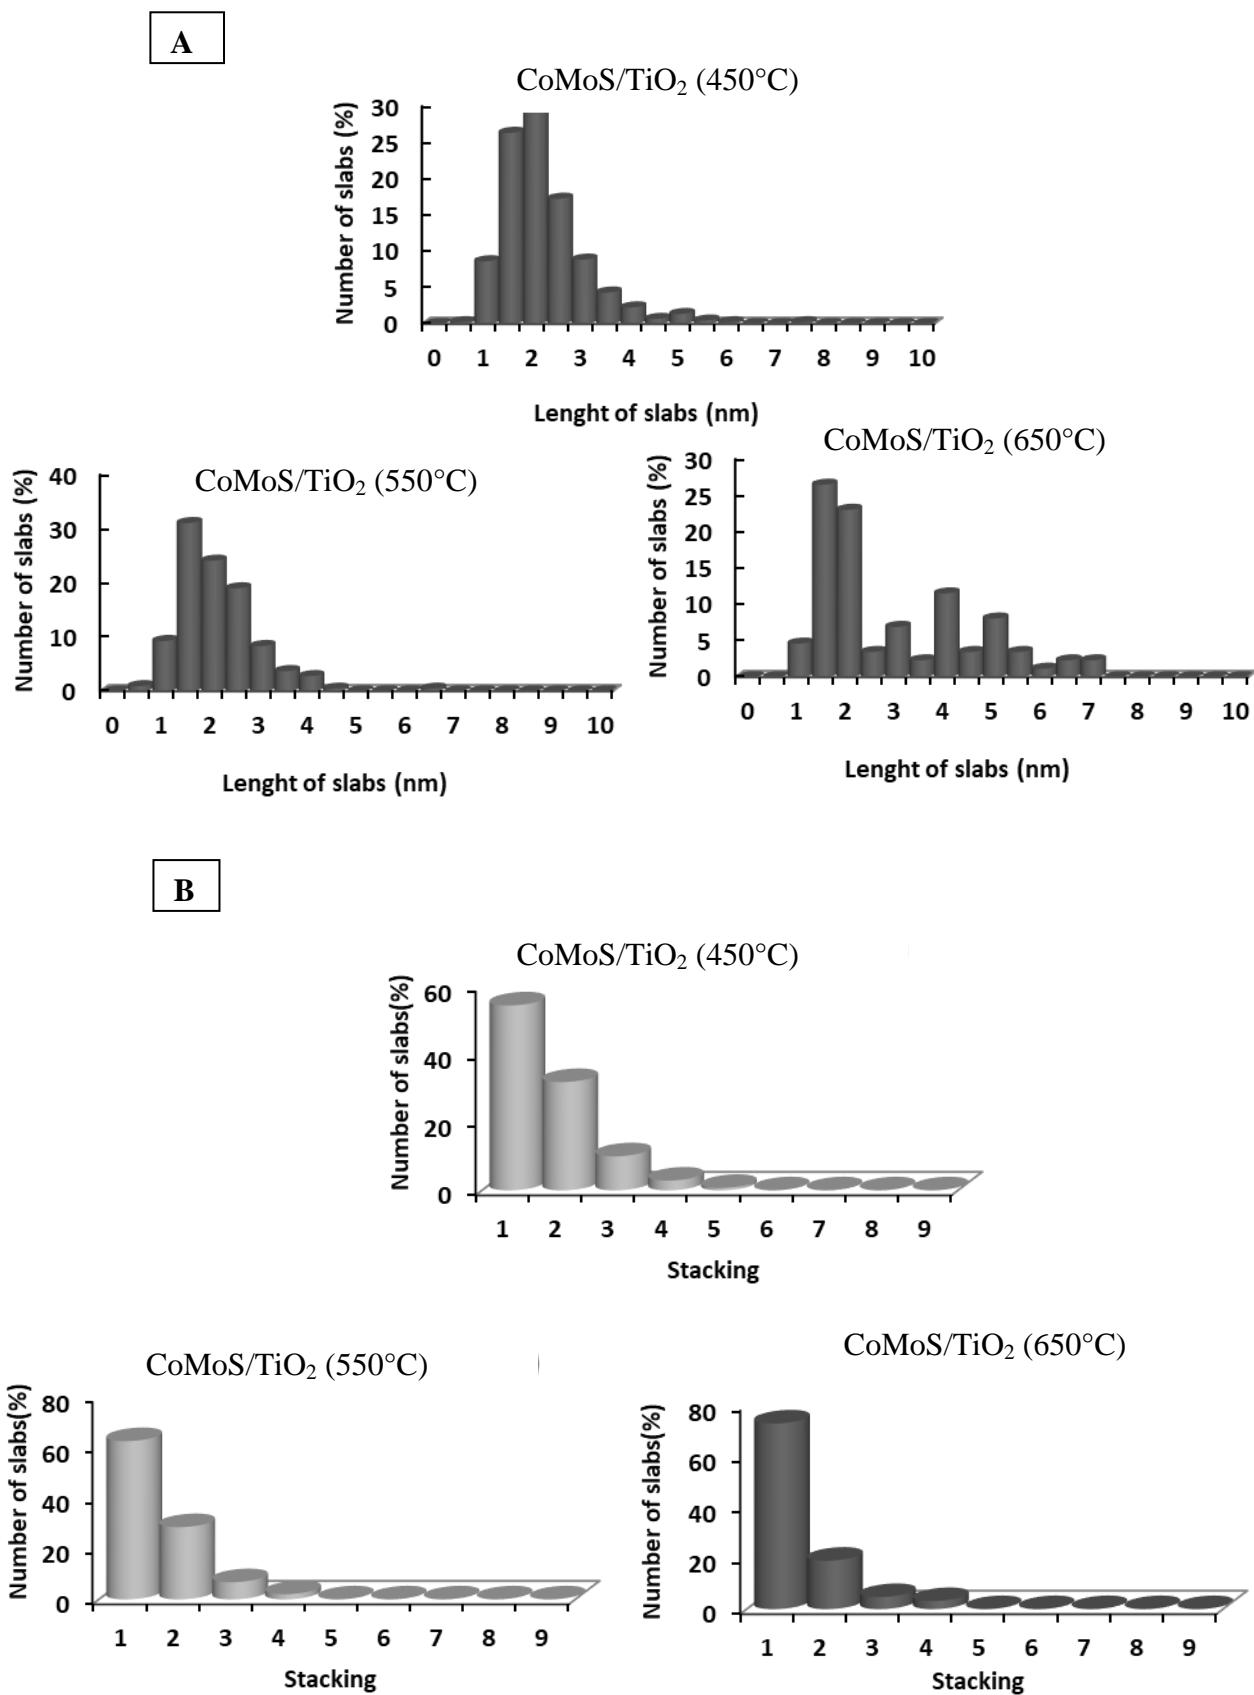 A
CoMoS/TiO₂ (450°C)
Number of slabs (%)
30
25
20
15
10
5
0
0 1 2 3 4 5 6 7 8 9 10
Lenght of slabs (nm)
CoMoS/TiO₂ (550°C)
Number of slabs (%)
40
30
20
10
0
0 1 2 3 4 5 6 7 8 9 10
Lenght of slabs (nm)
CoMoS/TiO₂ (650°C)
Number of slabs (%)
30
25
20
15
10
5
0
0 1 2 3 4 5 6 7 8 9 10
Lenght of slabs (nm)
B
CoMoS/TiO₂ (450°C)
Number of slabs(%)
60
40
20
0
1 2 3 4 5 6 7 8 9
Stacking
CoMoS/TiO₂ (550°C)
Number of slabs(%)
80
60
40
20
0
1 2 3 4 5 6 7 8 9
Stacking
CoMoS/TiO₂ (650°C)
Number of slabs(%)
80
60
40
20
0
1 2 3 4 5 6 7 8 9
Stacking